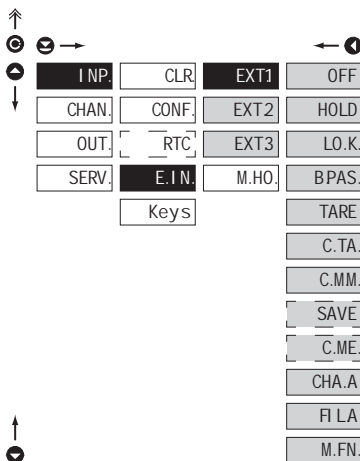 INP. CLR. EXT1 OFF
CHAN. CONF. EXT2 HOLD
OUT. RTC EXT3 LO.K.
SERV. E.IN. M.HO. BPAS.
Keys TARE
C.TA.
C.MM.
SAVE
C.ME.
CHA.A
FILA
M.FN.